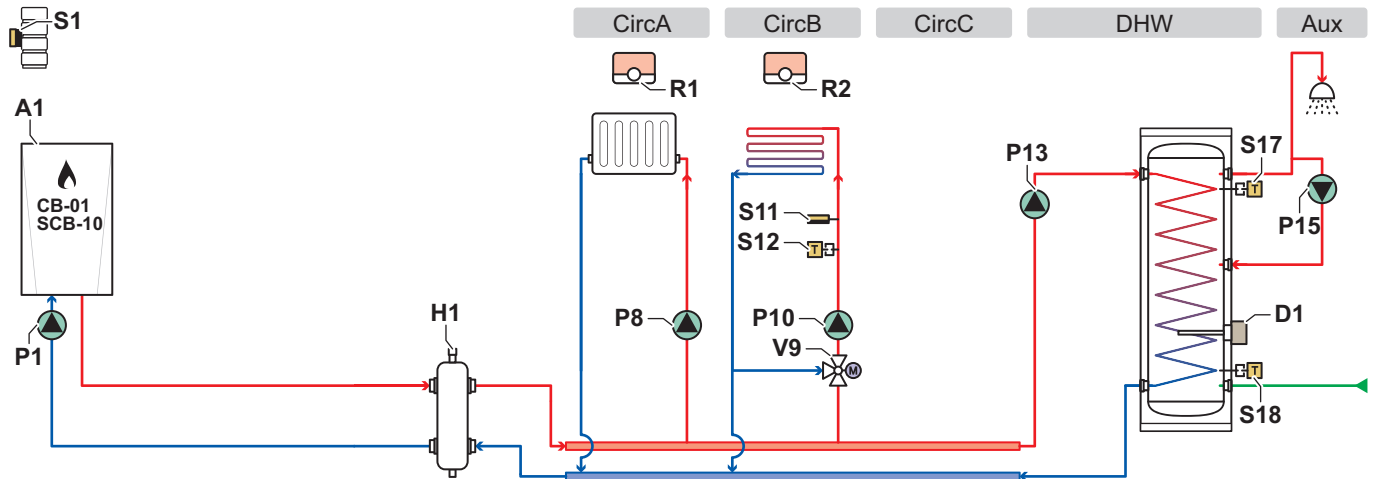 S1
CircA
CircB
CircC
DHW
Aux
R1
R2
A1
CB-01
SCB-10
P13
S17
T
S11
S12
T
P15
H1
P8
P10
D1
P1
V9
M
T
S18